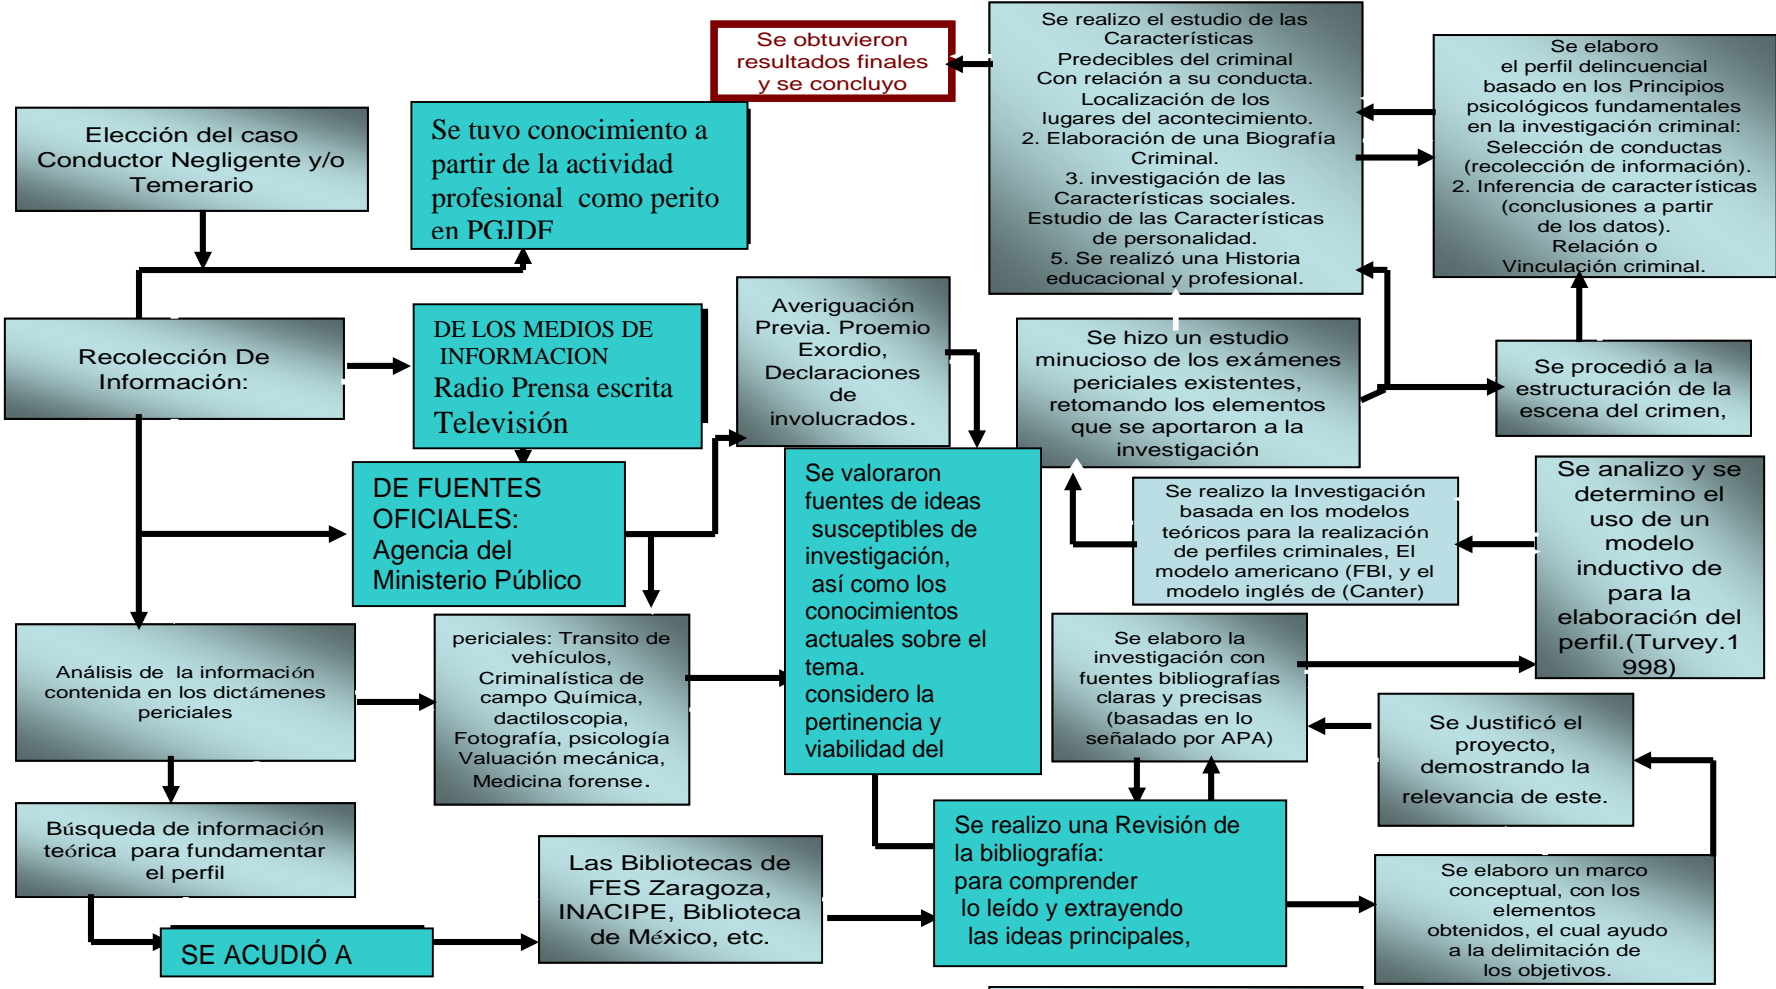 Se obtuvieron
resultados finales
y se concluyo
Se realizo el estudio de las
Características
Predecibles del criminal
Con relación a su conducta.
Localización de los
lugares del acontecimiento.
2. Elaboración de una Biografía
Criminal.
3. investigación de las
Características sociales.
Estudio de las Características
de personalidad.
5. Se realizó una Historia
educacional y profesional.
Se elaboro
el perfil delincuencial
basado en los Principios
psicológicos fundamentales
en la investigación criminal:
Selección de conductas
(recolección de información).
2. Inferencia de características
(conclusiones a partir
de los datos).
Relación o
Vinculación criminal.
Elección del caso
Conductor Negligente y/o
Temerario
Se tuvo conocimiento a
partir de la actividad
profesional como perito
en PGJDF
Recolección De
Información:
DE LOS MEDIOS DE
INFORMACION
Radio Prensa escrita
Televisión
Averiguación
Previa. Proemio
Exordio,
Declaraciones
de
involucrados.
Se hizo un estudio
minucioso de los exámenes
periciales existentes,
retomando los elementos
que se aportaron a la
investigación
Se procedió a la
estructuración de la
escena del crimen,
DE FUENTES
OFICIALES:
Agencia del
Ministerio Público
Se valoraron
fuentes de ideas
susceptibles de
investigación,
así como los
conocimientos
actuales sobre el
tema.
considero la
pertinencia y
viabilidad del
Se realizo la Investigación
basada en los modelos
teóricos para la realización
de perfiles criminales, El
modelo americano (FBI, y el
modelo inglés de (Canter)
Se analizo y se
determino el
uso de un
modelo
inductivo de
para la
elaboración del
perfil.(Turvey.1
998)
Análisis de la información
contenida en los dictámenes
periciales
periciales: Transito de
vehículos,
Criminalística de
campo Química,
dactiloscopia,
Fotografía, psicología
Valuación mecánica,
Medicina forense.
Se elaboro la
investigación con
fuentes bibliografías
claras y precisas
(basadas en lo
señalado por APA)
Se Justificó el
proyecto,
demostrando la
relevancia de este.
Búsqueda de información
teórica para fundamentar
el perfil
Las Bibliotecas de
FES Zaragoza,
INACIPE, Biblioteca
de México, etc.
Se realizo una Revisión de
la bibliografía:
para comprender
lo leído y extrayendo
las ideas principales,
Se elaboro un marco
conceptual, con los
elementos
obtenidos, el cual ayudo
a la delimitación de
los objetivos.
SE ACUDIÓ A